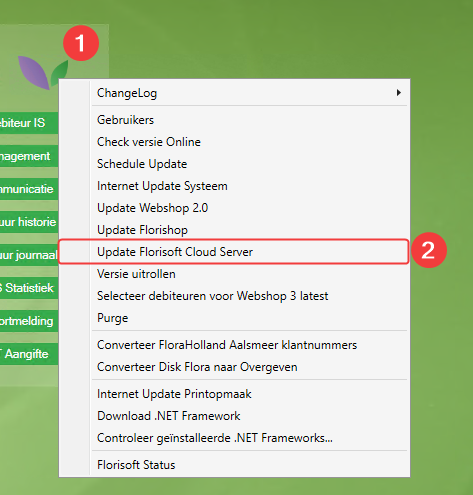 1
ChangeLog
Gebruikers
ebiteur IS
Check versie Online
nagement
Schedule Update
Internet Update Systeem
mmunicatie
Update Webshop 2.0
uur historie
Update Florishop
2
Update Florisoft Cloud Server
uur journaal
Versie uitrollen
S Statistiek
Selecteer debiteuren voor Webshop 3 latest
Purge
ortmelding
Converteer FloraHolland Aalsmeer klantnummers
T Aangifte
Converteer Disk Flora naar Overgeven
Internet Update Printopmaak
Download .NET Framework
Controleer geïnstalleerde .NET Frameworks...
Florisoft Status